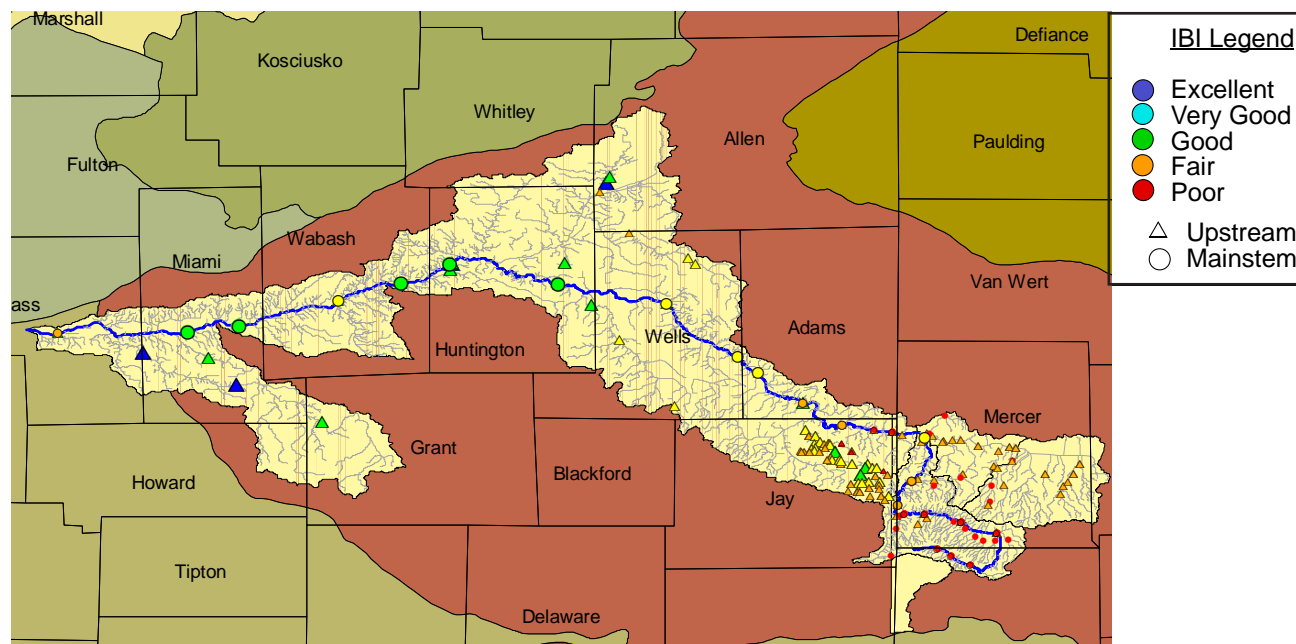 Marshall
Defiance
Kosciusko
Whitley
Allen
Paulding
Fulton
Wabash
Miami
Van Wert
ass
Adams
Wells
Huntington
Mercer
Grant
Blackford
Howard
Jay
Tipton
Delaware
IBI Legend
Excellent
Very Good
Good
Fair
Poor
Upstream
Mainstem